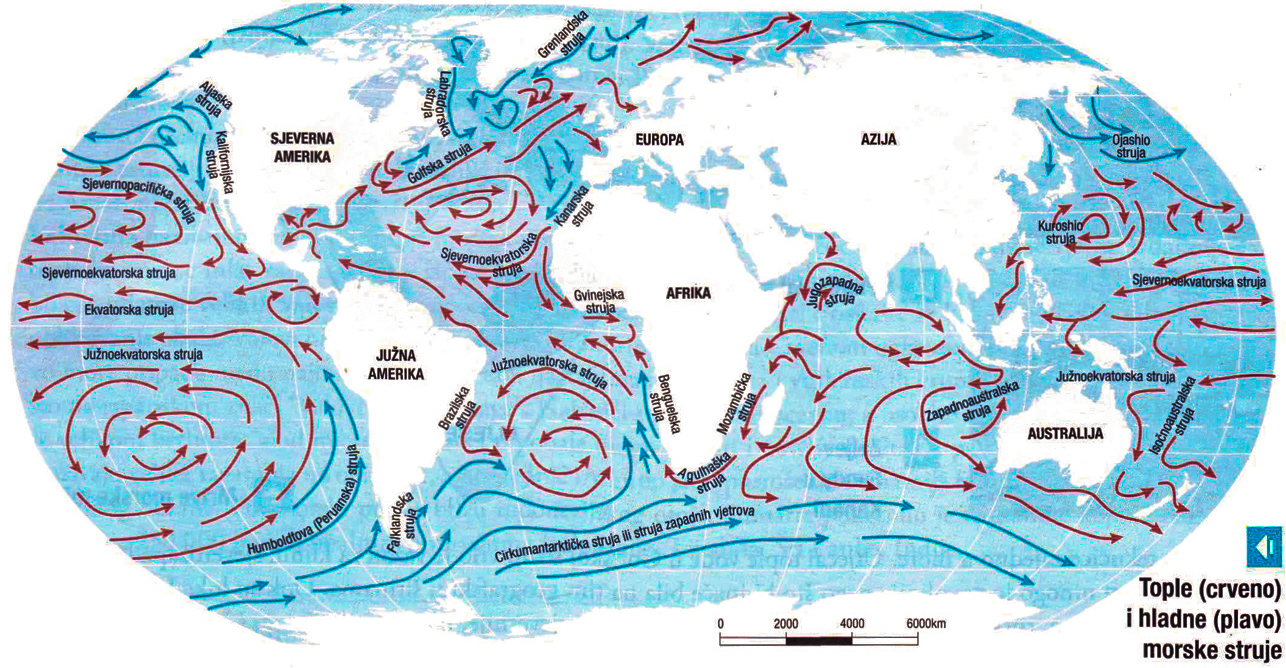 Grenlandska
struja
Labradorska
struja
Aljaska
struja
Kalifornijska
struja
SJEVERNA
AMERIKA
EUROPA
AZIJA
Ojashio
struja
Golfska struja
Sjevernopacifička
struja
Kanarska
struja
Kuroshio
struja
Sjevernoekvatorska
struja
Sjevernoekvatorska struja
Sjevernoekvatorska struja
Jugozapadna
struja
AFRIKA
Gvinejska
struja
Ekvatorska struja
Južnoekvatorska struja
JUŽNA
AMERIKA
Južnoekvatorska
struja
Južnoekvatorska struja
Brazilska
struja
Benguelska
struja
Mozambička
struja
Zapadnoaustralska
struja
Isočnoaustralska
struja
AUSTRALIJA
Agulhaška
struja
Humboldtova (Peruanska) struja
Falklandska
struja
Cirkumantarktička struja ili struja zapadnih vjetrova
0 2000 4000 6000km
Tople (crveno)
i hladne (plavo)
morske struje